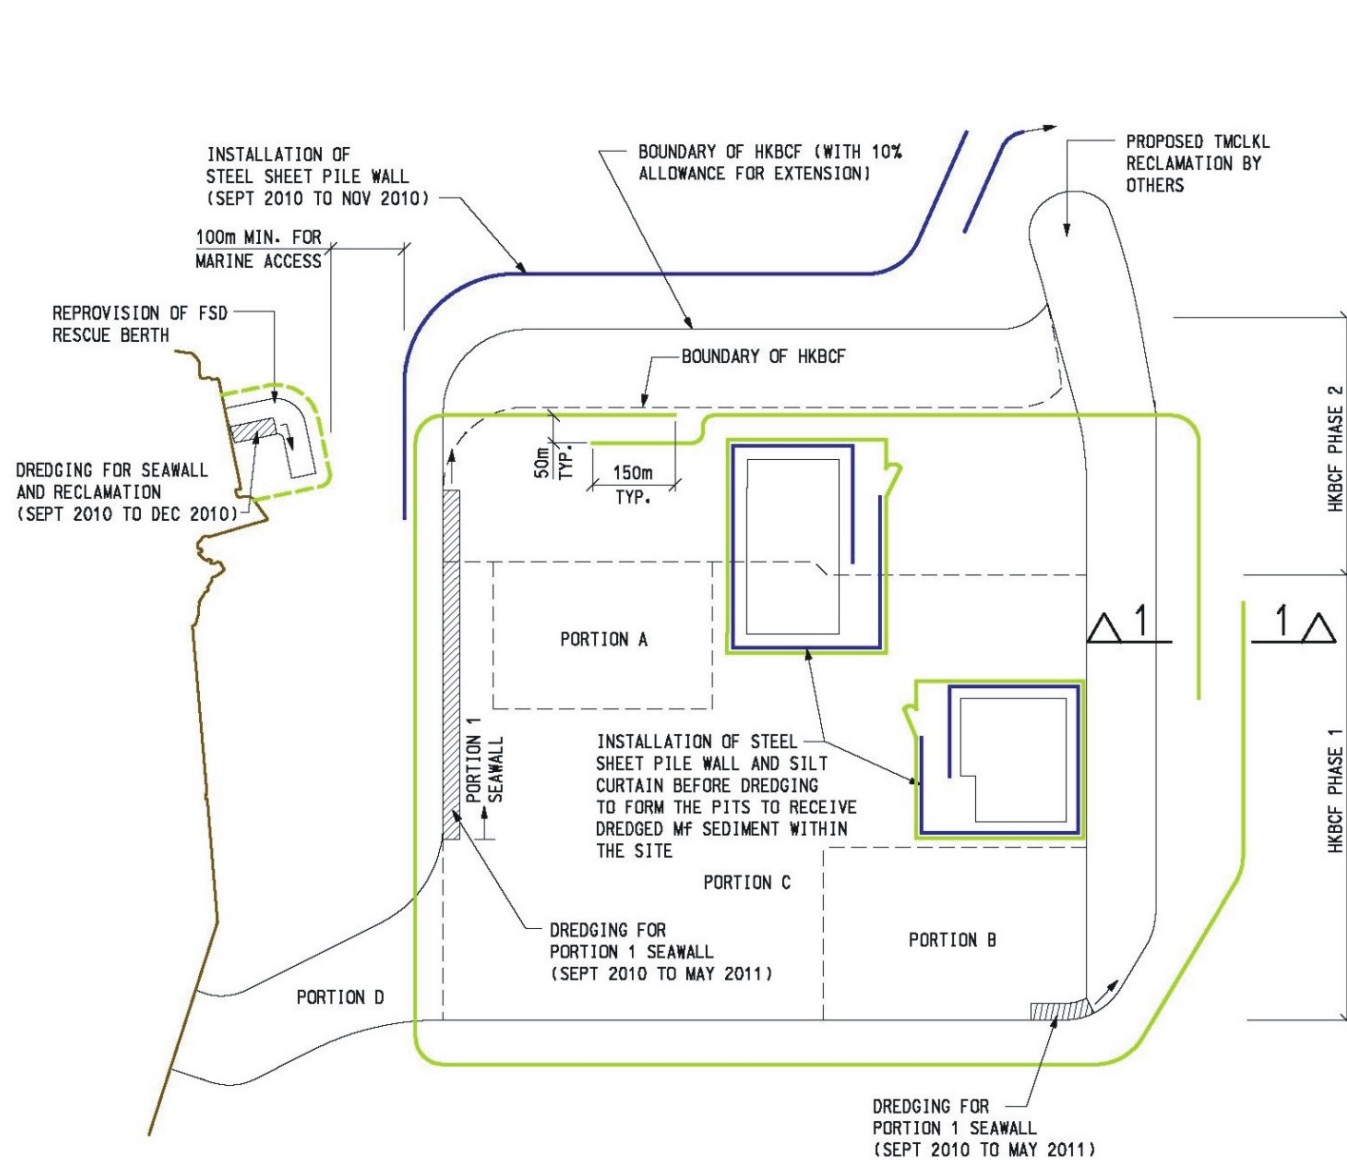 INSTALLATION OF
STEEL SHEET PILE WALL
(SEPT 2010 TO NOV 2010)
BOUNDARY OF HKBCF (WITH 10%
ALLOWANCE FOR EXTENSION)
PROPOSED TMCLKL
RECLAMATION BY
OTHERS
100m MIN. FOR
MARINE ACCESS
REPROVISION OF FSD
RESCUE BERTH
BOUNDARY OF HKBCF
DREDGING FOR SEAWALL
AND RECLAMATION
(SEPT 2010 TO DEC 2010)
50m
TYP.
150m
TYP.
HKBCF PHASE 2
PORTION A
1
1
PORTION 1
SEAWALL
INSTALLATION OF STEEL
SHEET PILE WALL AND SILT
CURTAIN BEFORE DREDGING
TO FORM THE PITS TO RECEIVE
DREDGED Mf SEDIMENT WITHIN
THE SITE
HKBCF PHASE 1
PORTION C
DREDGING FOR
PORTION 1 SEAWALL
(SEPT 2010 TO MAY 2011)
PORTION B
PORTION D
DREDGING FOR
PORTION 1 SEAWALL
(SEPT 2010 TO MAY 2011)